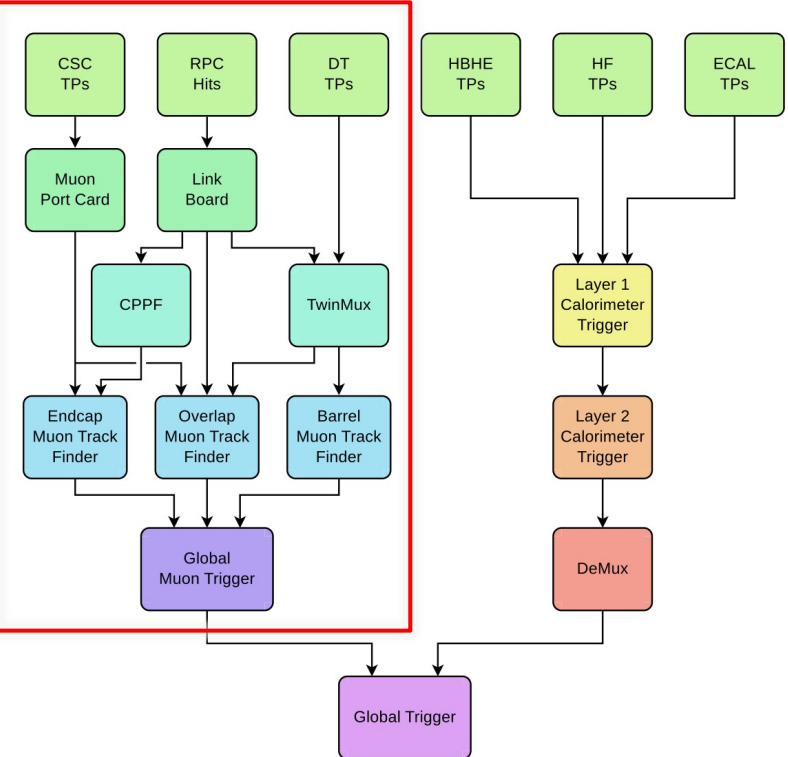 CSC
TPs
RPC
Hits
DT
TPs
HBHE
TPs
HF
TPs
ECAL
TPs
Muon
Port Card
Link
Board
CPPF
TwinMux
Layer 1
Calorimeter
Trigger
Endcap
Muon Track
Finder
Overlap
Muon Track
Finder
Barrel
Muon Track
Finder
Layer 2
Calorimeter
Trigger
Global
Muon Trigger
DeMux
Global Trigger